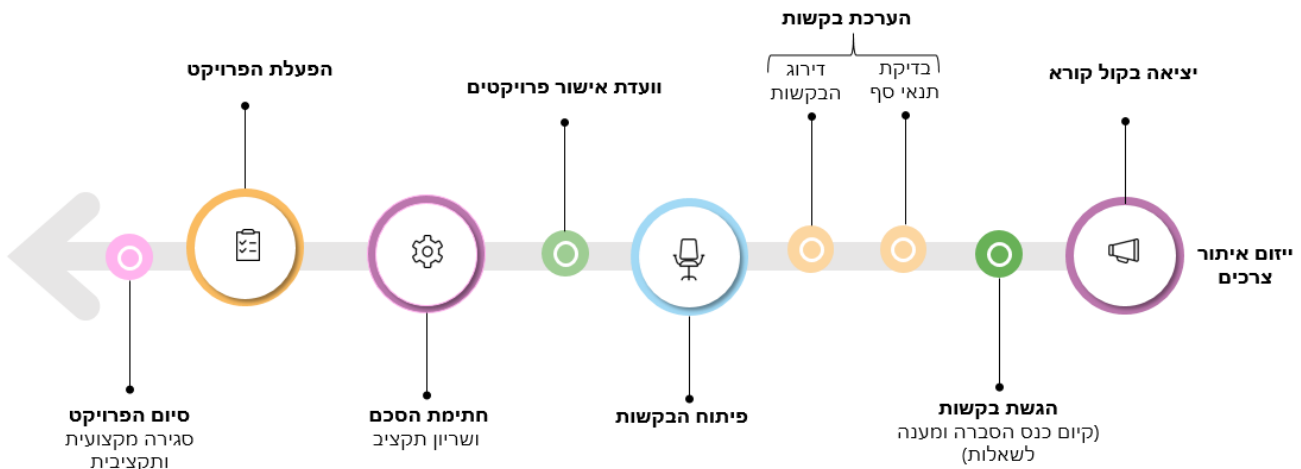 ייזום איתור
צרכים
יציאה בקול קורא
הגשת בקשות
(קיום כנס הסברה ומענה
לשאלות)
הערכת בקשות
בדיקת
תנאי סף
דירוג
הבקשות
פיתוח הבקשות
וועדת אישור פרויקטים
חתימת הסכם
ושריון תקציב
הפעלת הפרויקט
סיום הפרויקט
סגירה מקצועית
ותקציבית